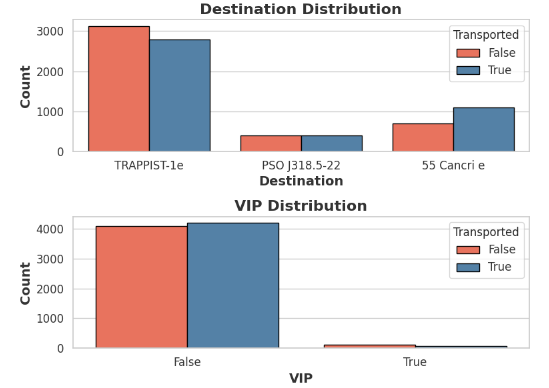 Destination Distribution
3000
2000
1000
0
Count
Transported
False
True
TRAPPIST-1e
PSO J318.5-22
55 Cancri e
Destination
VIP Distribution
4000
3000
2000
1000
0
Count
Transported
False
True
False
True
VIP